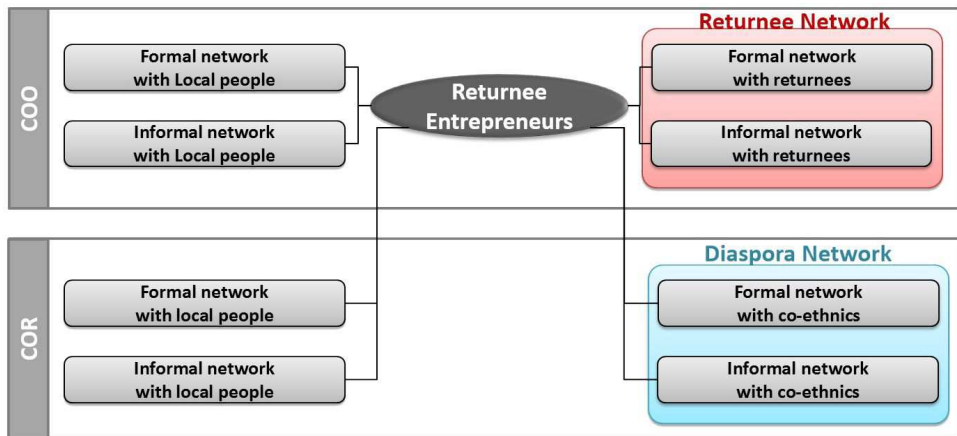 COO
Formal network
with Local people
Informal network
with Local people
Returnee
Entrepreneurs
Returnee Network
Formal network
with returnees
Informal network
with returnees
COR
Formal network
with local people
Informal network
with local people
Diaspora Network
Formal network
with co-ethnics
Informal network
with co-ethnics